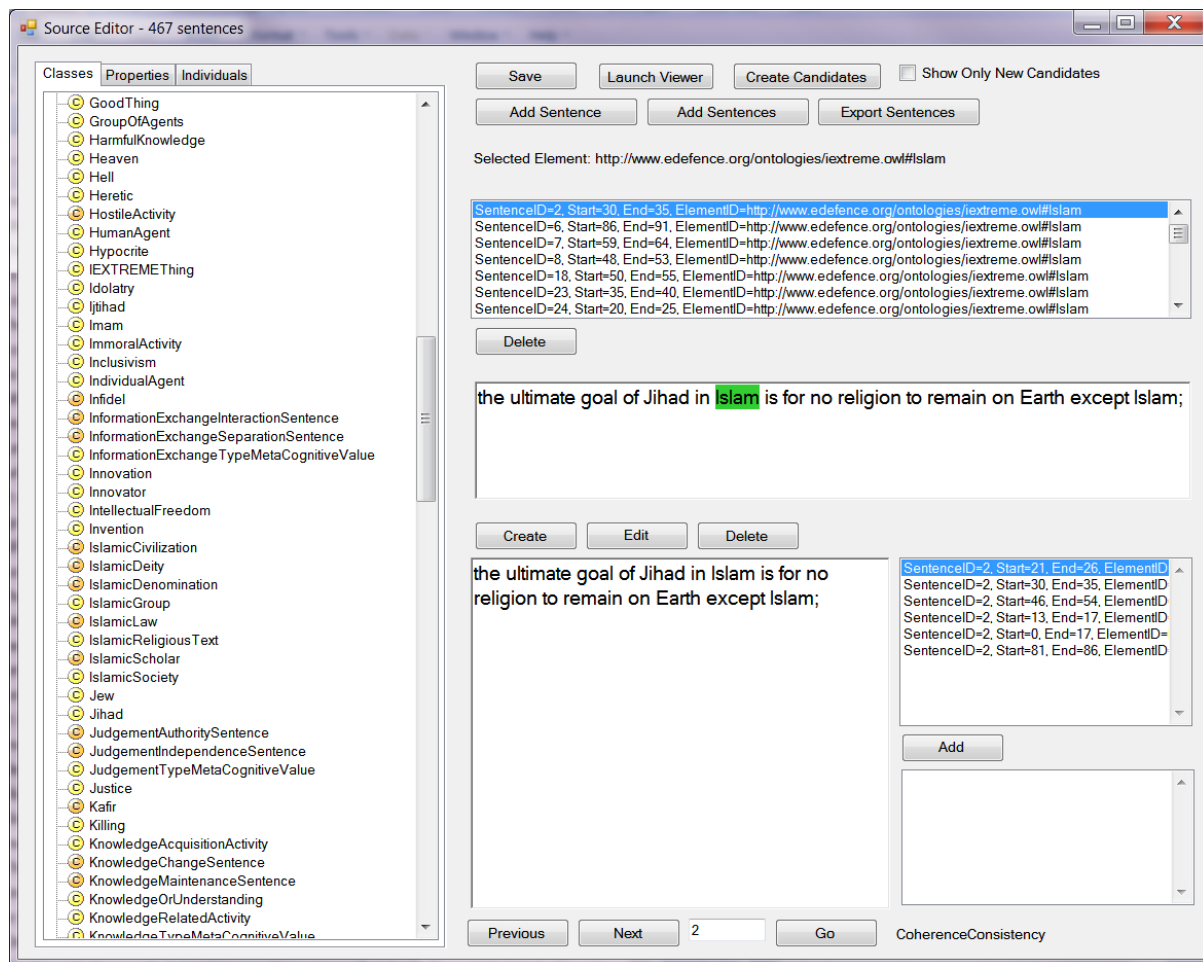 Source Editor - 467 sentences
Classes
Properties
Individuals
GoodThing
GroupOfAgents
HarmfulKnowledge
Heaven
Hell
Heretic
HostileActivity
HumanAgent
Hypocrite
IEXTREMEThing
Idolatry
Ijtihad
Imam
ImmoralActivity
Inclusivism
IndividualAgent
Infidel
InformationExchangeInteractionSentence
InformationExchangeSeparationSentence
InformationExchangeTypeMetaCognitiveValue
Innovation
Innovator
IntellectualFreedom
Invention
IslamicCivilization
IslamicDeity
IslamicDenomination
IslamicGroup
IslamicLaw
IslamicReligiousText
IslamicScholar
IslamicSociety
Jew
Jihad
JudgementAuthoritySentence
JudgementIndependenceSentence
JudgementTypeMetaCognitiveValue
Justice
Kafir
Killing
KnowledgeAcquisitionActivity
KnowledgeChangeSentence
KnowledgeMaintenanceSentence
KnowledgeOrUnderstanding
KnowledgeRelatedActivity
KnowledgeTypeMetaCognitiveValue
Save
Launch Viewer
Create Candidates
Show Only New Candidates
Add Sentence
Add Sentences
Export Sentences
Selected Element: http://www.edefence.org/ontologies/iextreme.owl#Islam
SentenceID=2, Start=30, End=35, ElementID=http://www.edefence.org/ontologies/iextreme.owl#Islam
SentenceID=6, Start=86, End=91, ElementID=http://www.edefence.org/ontologies/iextreme.owl#Islam
SentenceID=7, Start=59, End=64, ElementID=http://www.edefence.org/ontologies/iextreme.owl#Islam
SentenceID=8, Start=48, End=53, ElementID=http://www.edefence.org/ontologies/iextreme.owl#Islam
SentenceID=18, Start=50, End=55, ElementID=http://www.edefence.org/ontologies/iextreme.owl#Islam
SentenceID=23, Start=35, End=40, ElementID=http://www.edefence.org/ontologies/iextreme.owl#Islam
SentenceID=24, Start=20, End=25, ElementID=http://www.edefence.org/ontologies/iextreme.owl#Islam
Delete
the ultimate goal of Jihad in Islam is for no religion to remain on Earth except Islam;
Create
Edit
Delete
the ultimate goal of Jihad in Islam is for no
religion to remain on Earth except Islam;
SentenceID=2, Start=21, End=26, ElementID
SentenceID=2, Start=30, End=35, ElementID
SentenceID=2, Start=46, End=54, ElementID
SentenceID=2, Start=13, End=17, ElementID
SentenceID=2, Start=0, End=17, ElementID=
SentenceID=2, Start=81, End=86, ElementID
Add
Previous
Next
2
Go
CoherenceConsistency